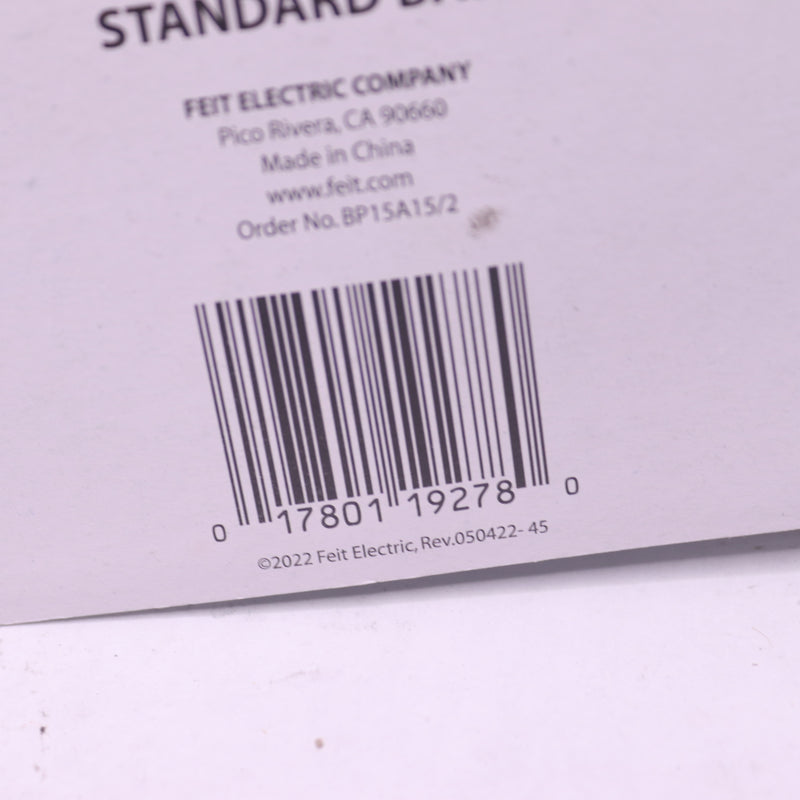 STANDARD
FEIT ELECTRIC COMPANY
Pico Rivera, CA 90660
Made in China
www.feit.com
Order No. BP15A15/2
0 17801 19278 0
©2022 Feit Electric, Rev.050422- 45